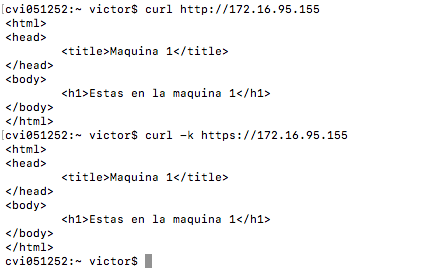 [cvi051252:~ victor$ curl http://172.16.95.155
<html>
<head>
        <title>Maquina 1</title>
</head>
<body>
        <h1>Estas en la maquina 1</h1>
</body>
</html>
[cvi051252:~ victor$ curl -k https://172.16.95.155
<html>
<head>
        <title>Maquina 1</title>
</head>
<body>
        <h1>Estas en la maquina 1</h1>
</body>
</html>
cvi051252:~ victor$